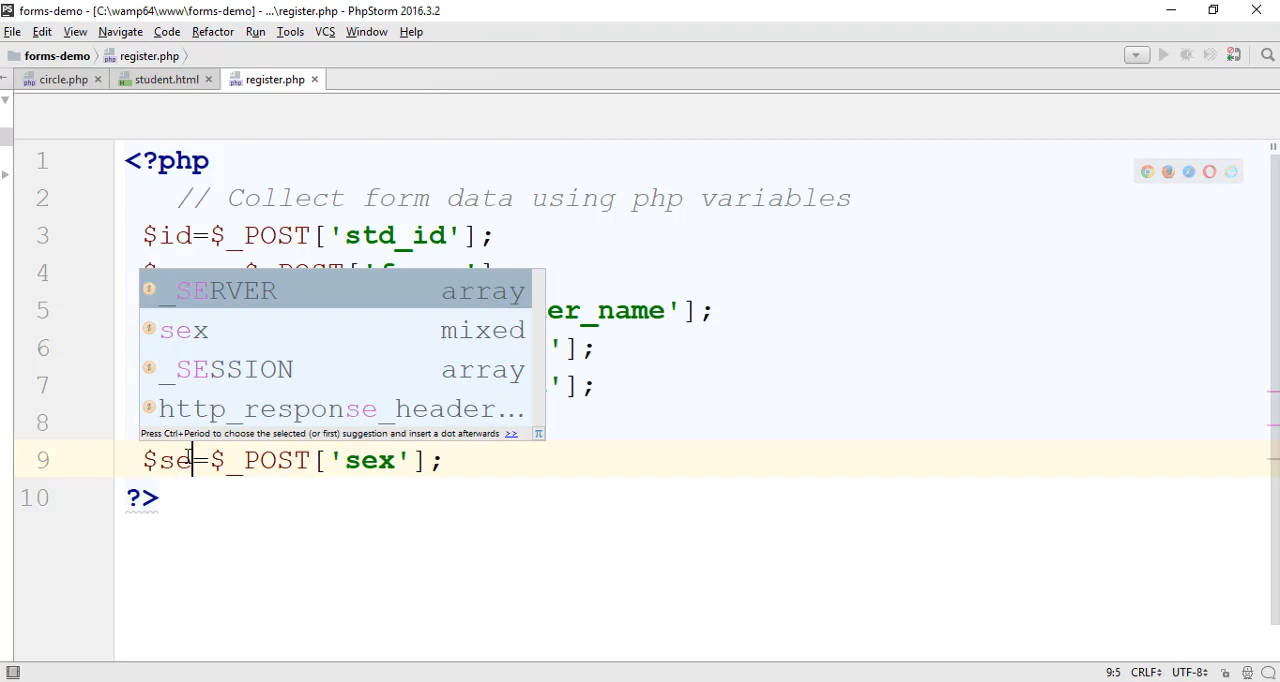 forms-demo - [C:\wamp64\www\forms-demo] - ...\register.php - PhpStorm 2016.3.2
File Edit View Navigate Code Refactor Run Tools VCS Window Help
forms-demo register.php
circle.php student.html register.php
1 <?php
2 // Collect form data using php variables
3 $id=$_POST['std_id'];
4
_SERVER array
5 er_name'];
sex mixed
6 '];
_SESSION array
7 '];
8
http_response_header...
Press Ctrl+Period to choose the selected (or first) suggestion and insert a dot afterwards >> π
9 $se=$_POST['sex'];
10 ?>
9:5 CRLF UTF-8